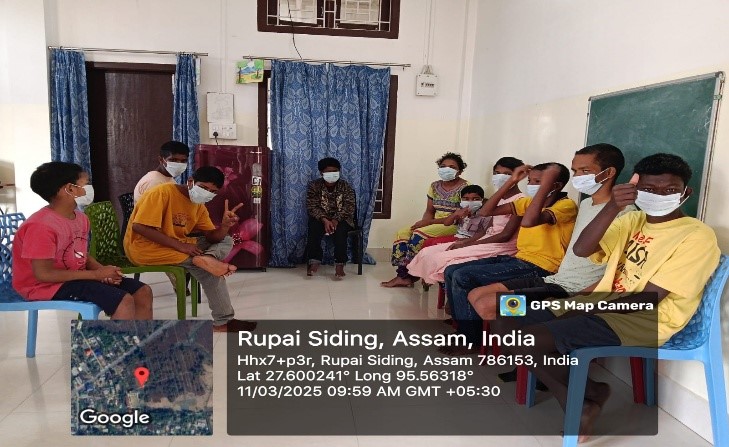 GPS Map Camera
Rupai Siding, Assam, India
Hhx7+p3r, Rupai Siding, Assam 786153, India
Lat 27.600241° Long 95.56318°
11/03/2025 09:59 AM GMT +05:30
Google